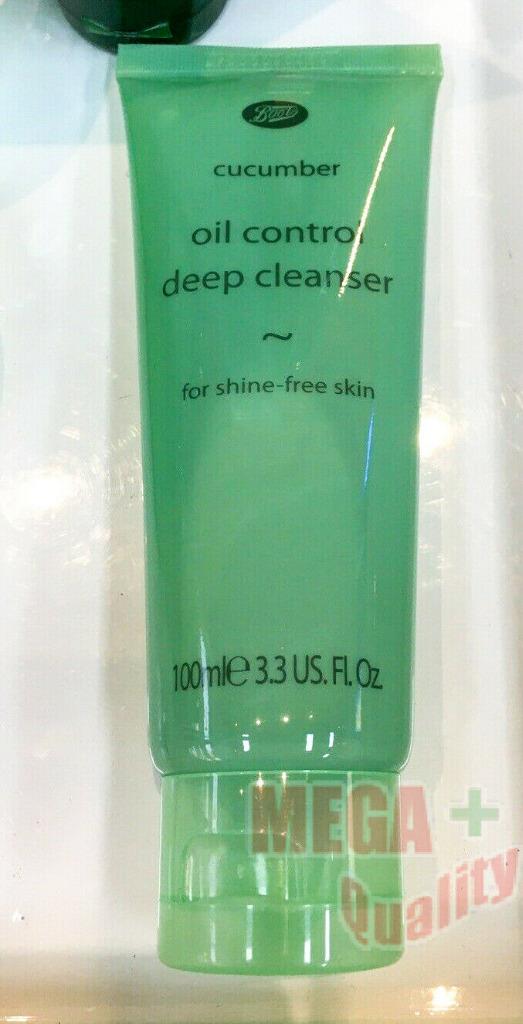 Boots
cucumber
oil control
deep cleanser
~
for shine-free skin
100ml℮ 3.3 US. Fl. Oz
MEGA +
Quality